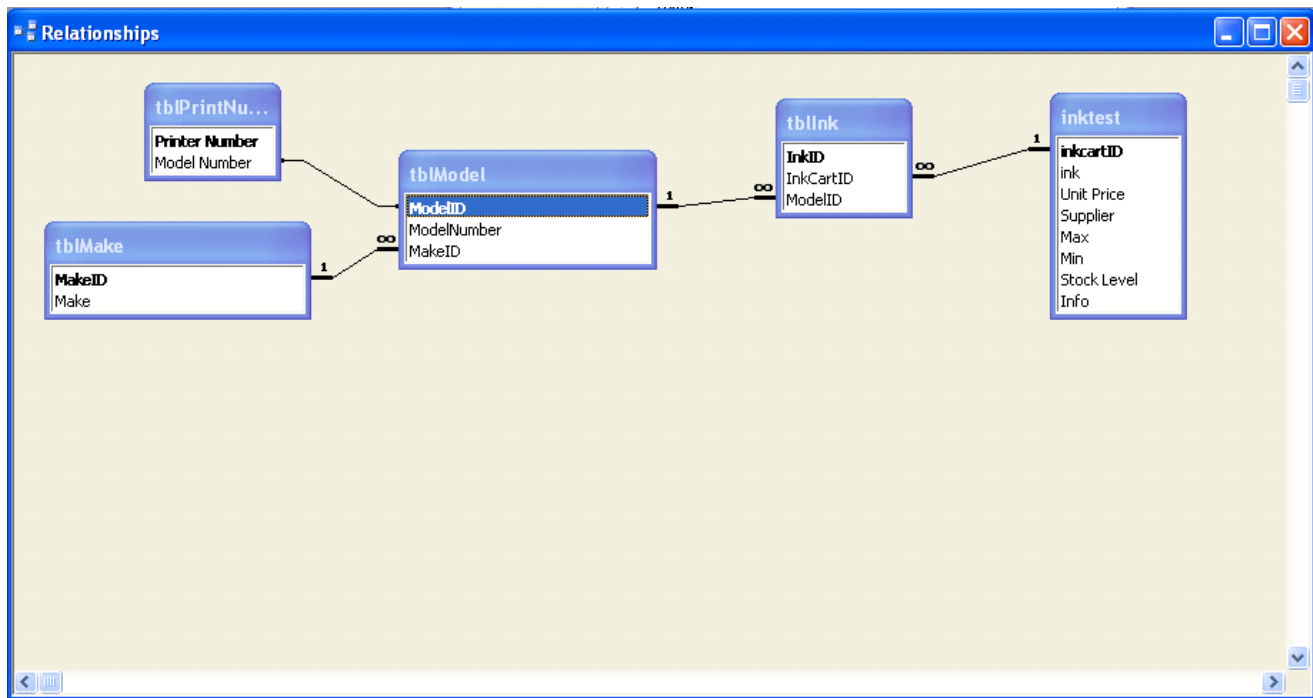 Relationships
tblPrintNu...
Printer Number
Model Number
tblMake
MakeID
Make
1
∞
tblModel
ModelID
ModelNumber
MakeID
1
∞
tblInk
InkID
InkCartID
ModelID
∞
1
inktest
inkcartID
ink
Unit Price
Supplier
Max
Min
Stock Level
Info